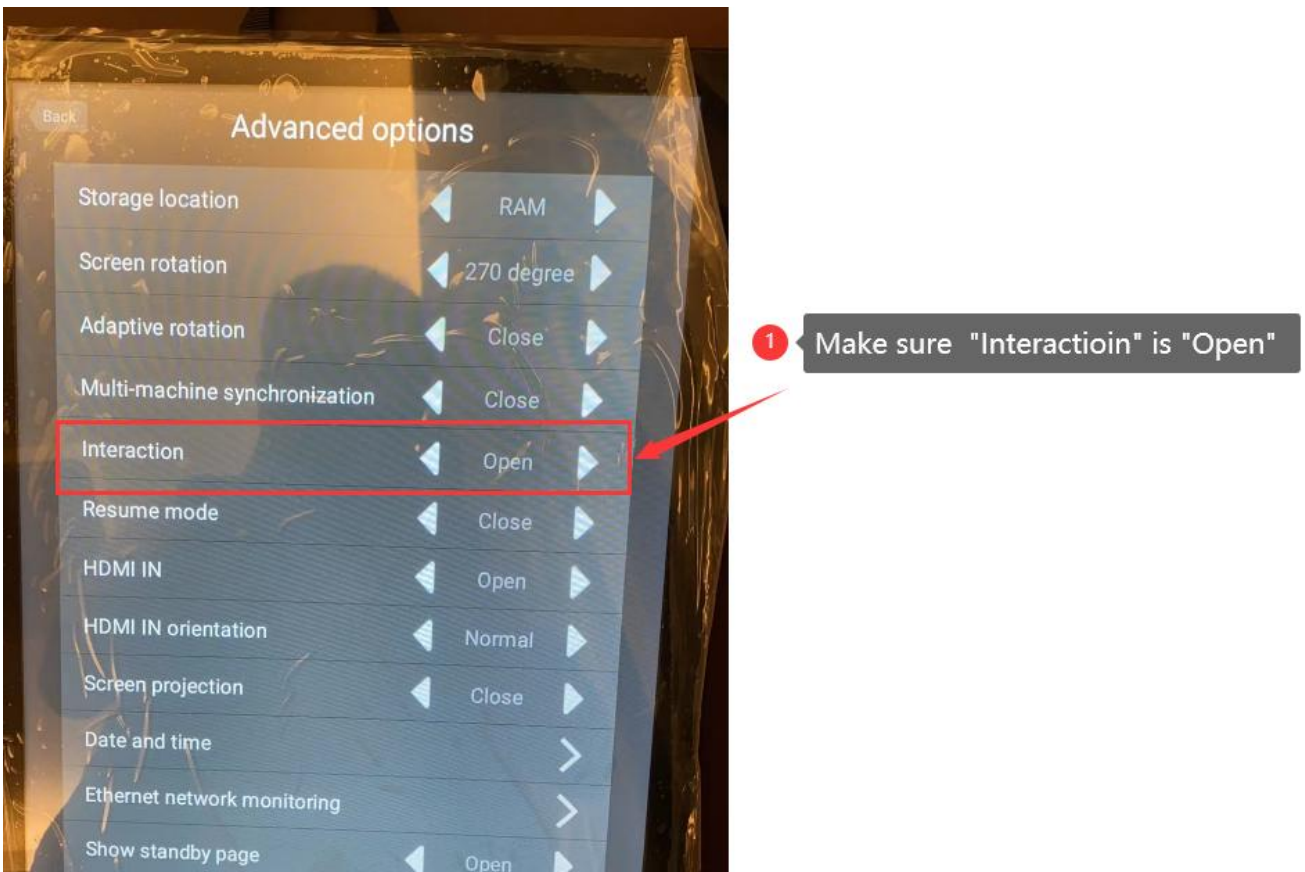 Back
Advanced options
Storage location RAM
Screen rotation 270 degree
Adaptive rotation Close
Multi-machine synchronization Close
Interaction Open
Resume mode Close
HDMI IN Open
HDMI IN orientation Normal
Screen projection Close
Date and time
Ethernet network monitoring
Show standby page Open
1 Make sure "Interactioin" is "Open"